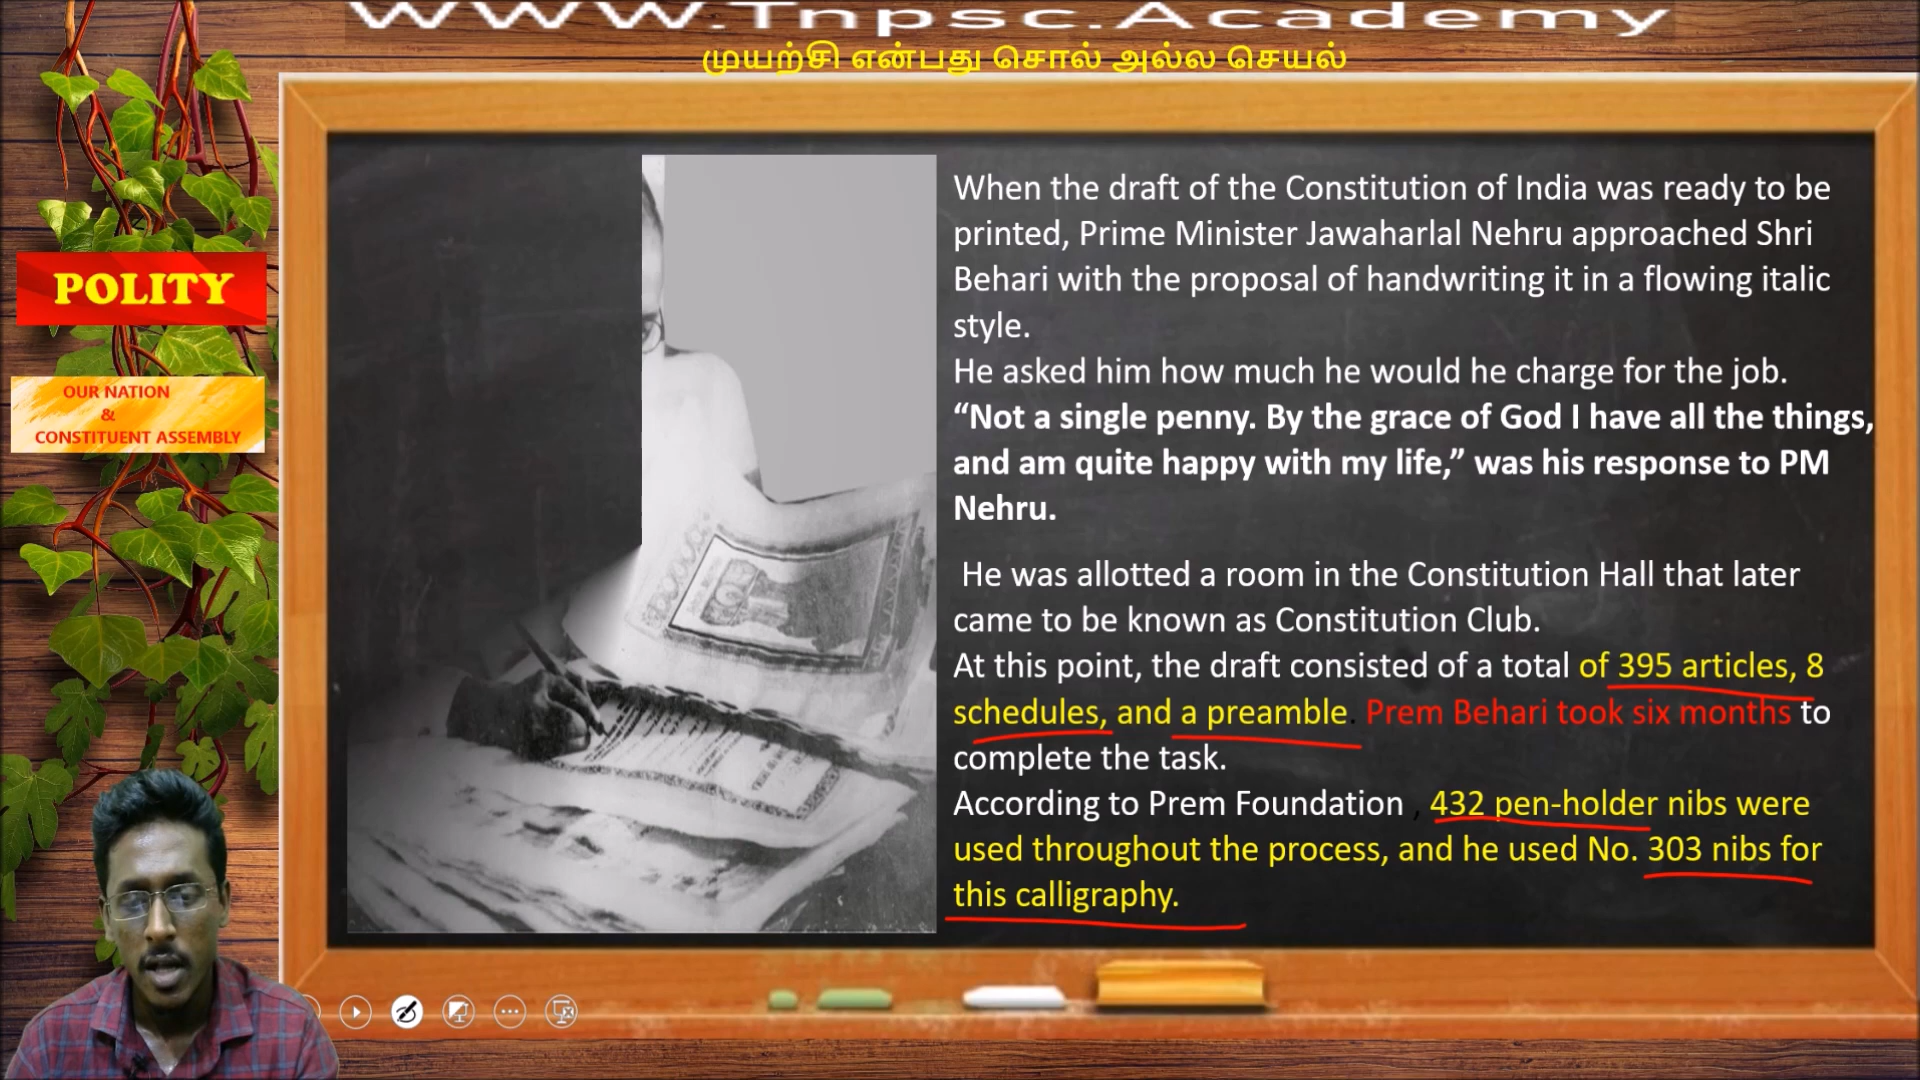 WWW.Tnpsc.Academy
முயற்சி என்பது சொல் அல்ல செயல்
POLITY
OUR NATION
&
CONSTITUENT ASSEMBLY
When the draft of the Constitution of India was ready to be
printed, Prime Minister Jawaharlal Nehru approached Shri
Behari with the proposal of handwriting it in a flowing italic
style.
He asked him how much he would he charge for the job.
“Not a single penny. By the grace of God I have all the things,
and am quite happy with my life,” was his response to PM
Nehru.
He was allotted a room in the Constitution Hall that later
came to be known as Constitution Club.
At this point, the draft consisted of a total of 395 articles, 8
schedules, and a preamble. Prem Behari took six months to
complete the task.
According to Prem Foundation , 432 pen-holder nibs were
used throughout the process, and he used No. 303 nibs for
this calligraphy.